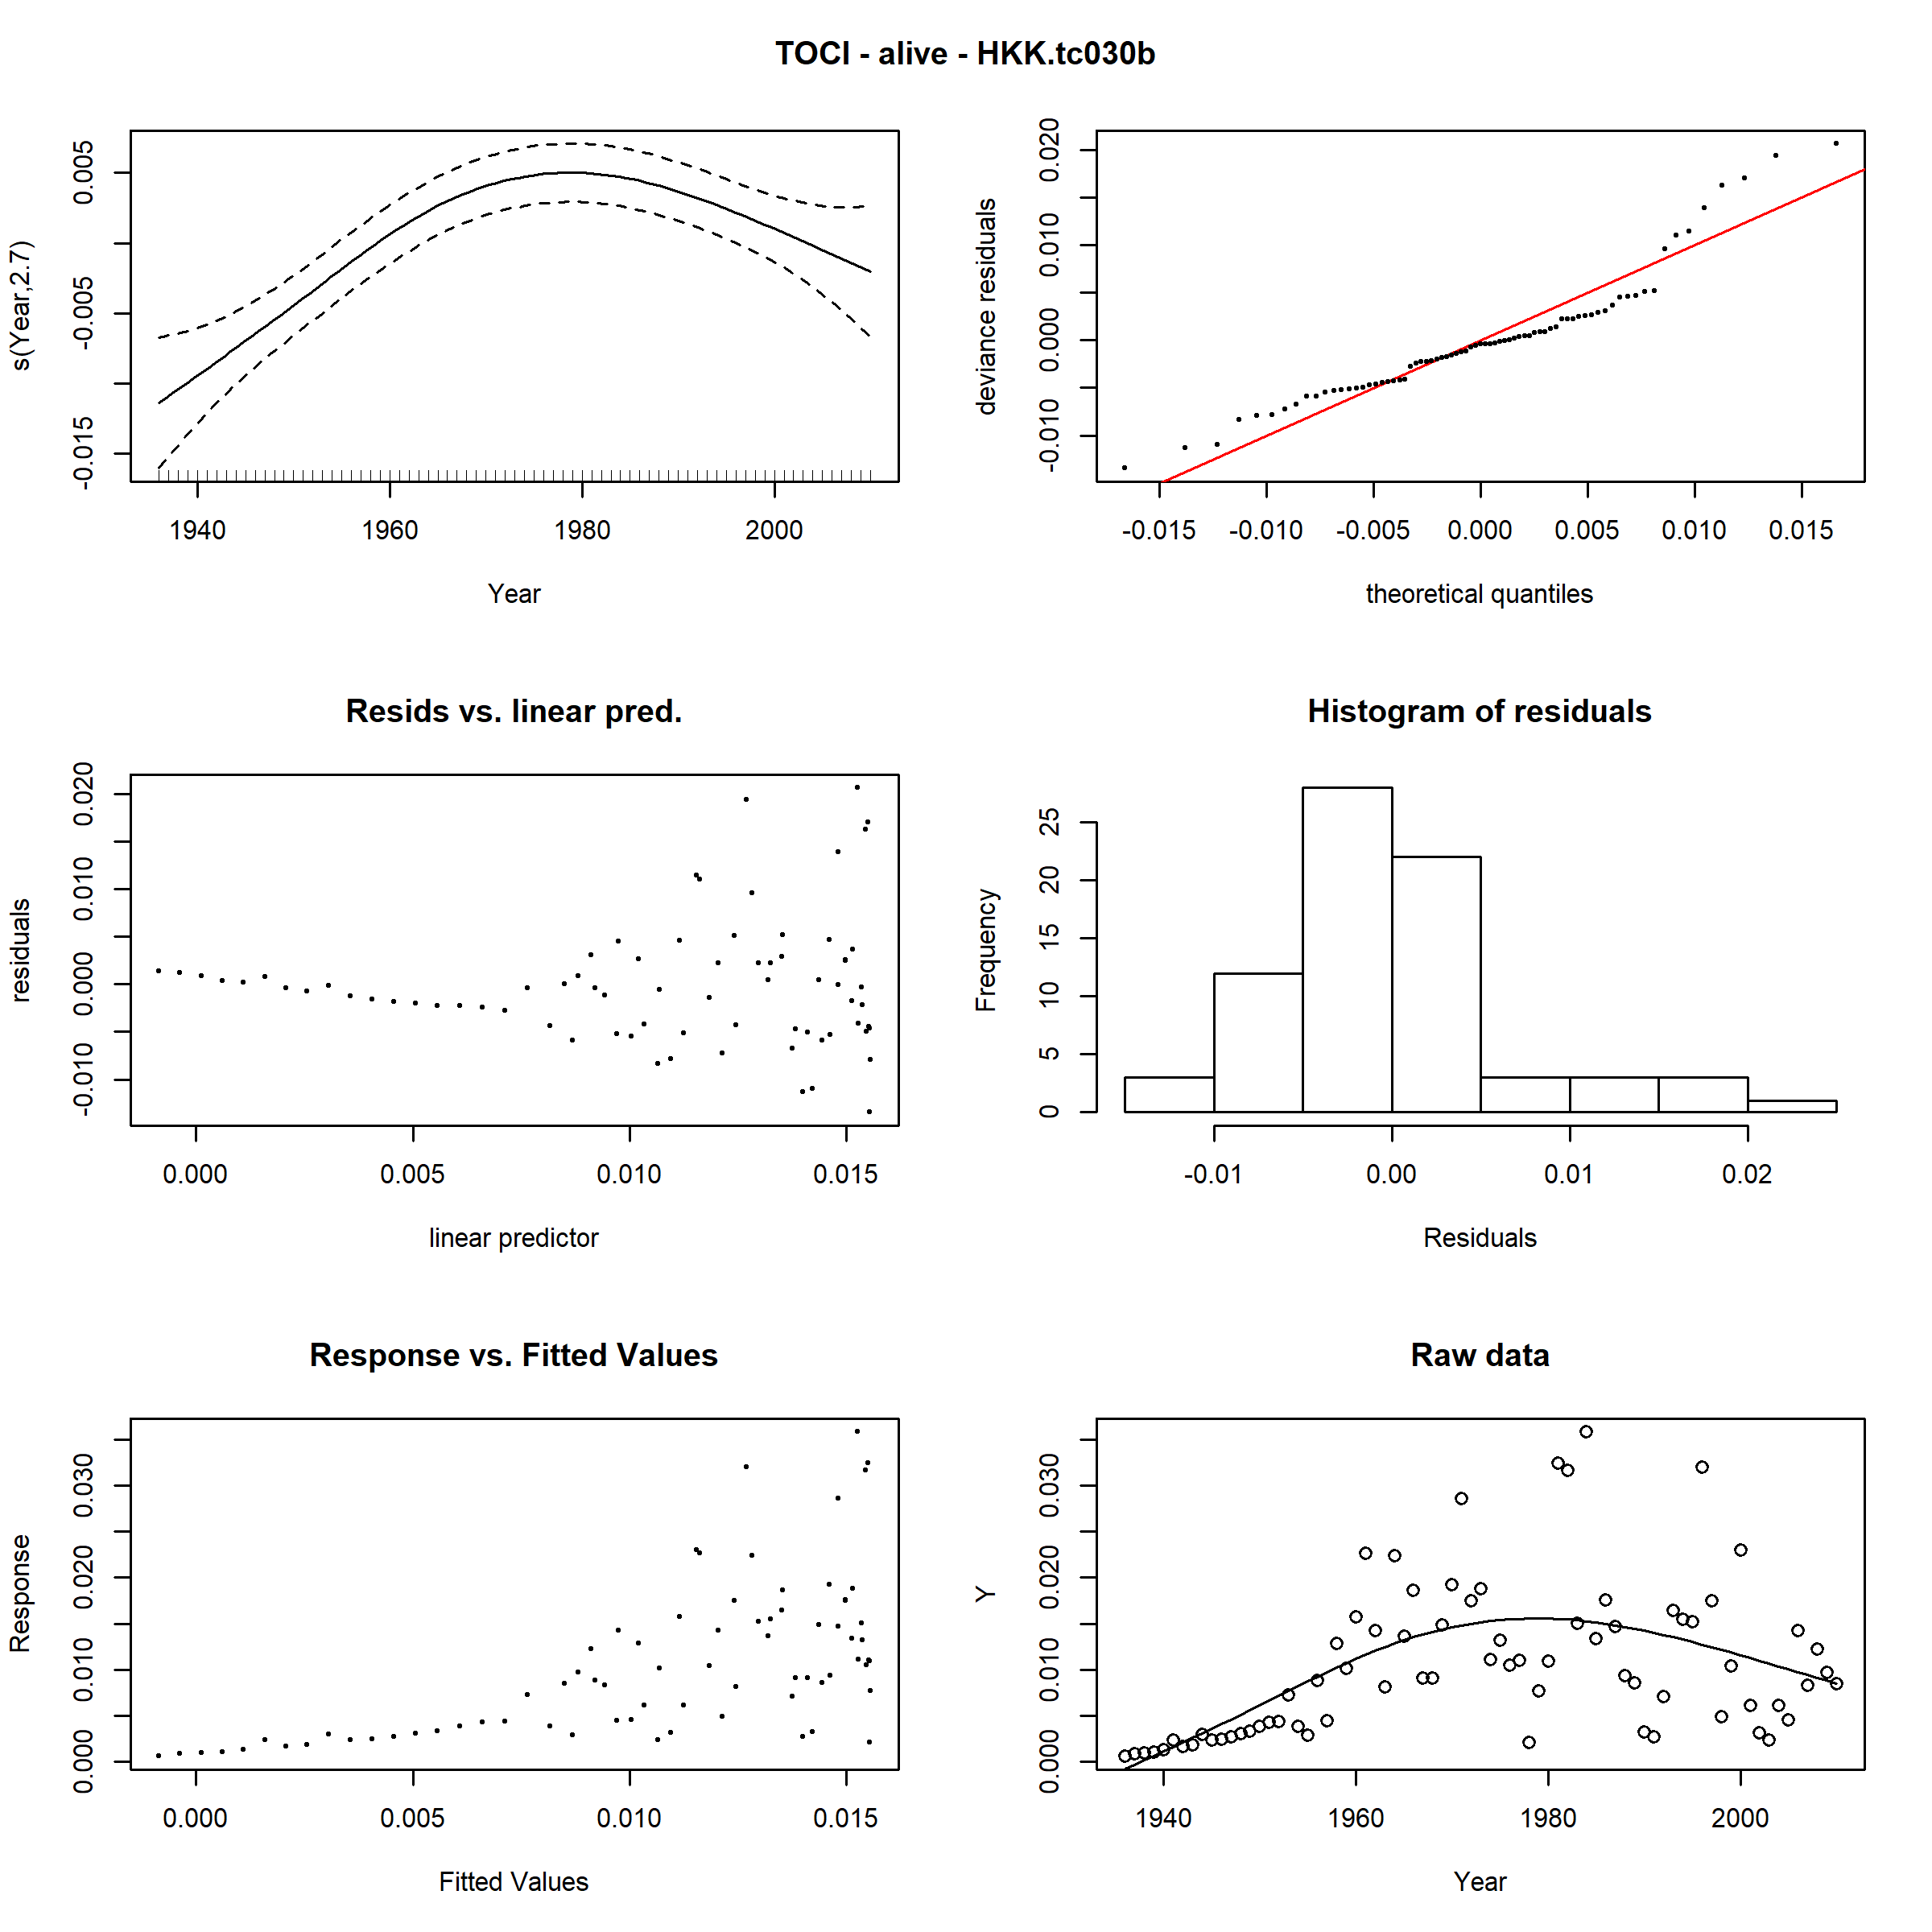 TOCI - alive - HKK.tc030b
s(Year,2.7)
-0.015 -0.005 0.005
1940 1960 1980 2000
Year
deviance residuals
-0.010 0.000 0.010 0.020
-0.015 -0.010 -0.005 0.000 0.005 0.010 0.015
theoretical quantiles
Resids vs. linear pred.
residuals
-0.010 0.000 0.010 0.020
0.000 0.005 0.010 0.015
linear predictor
Histogram of residuals
Frequency
0 5 10 15 20 25
-0.01 0.00 0.01 0.02
Residuals
Response vs. Fitted Values
Response
0.000 0.010 0.020 0.030
0.000 0.005 0.010 0.015
Fitted Values
Raw data
Y
0.000 0.010 0.020 0.030
1940 1960 1980 2000
Year